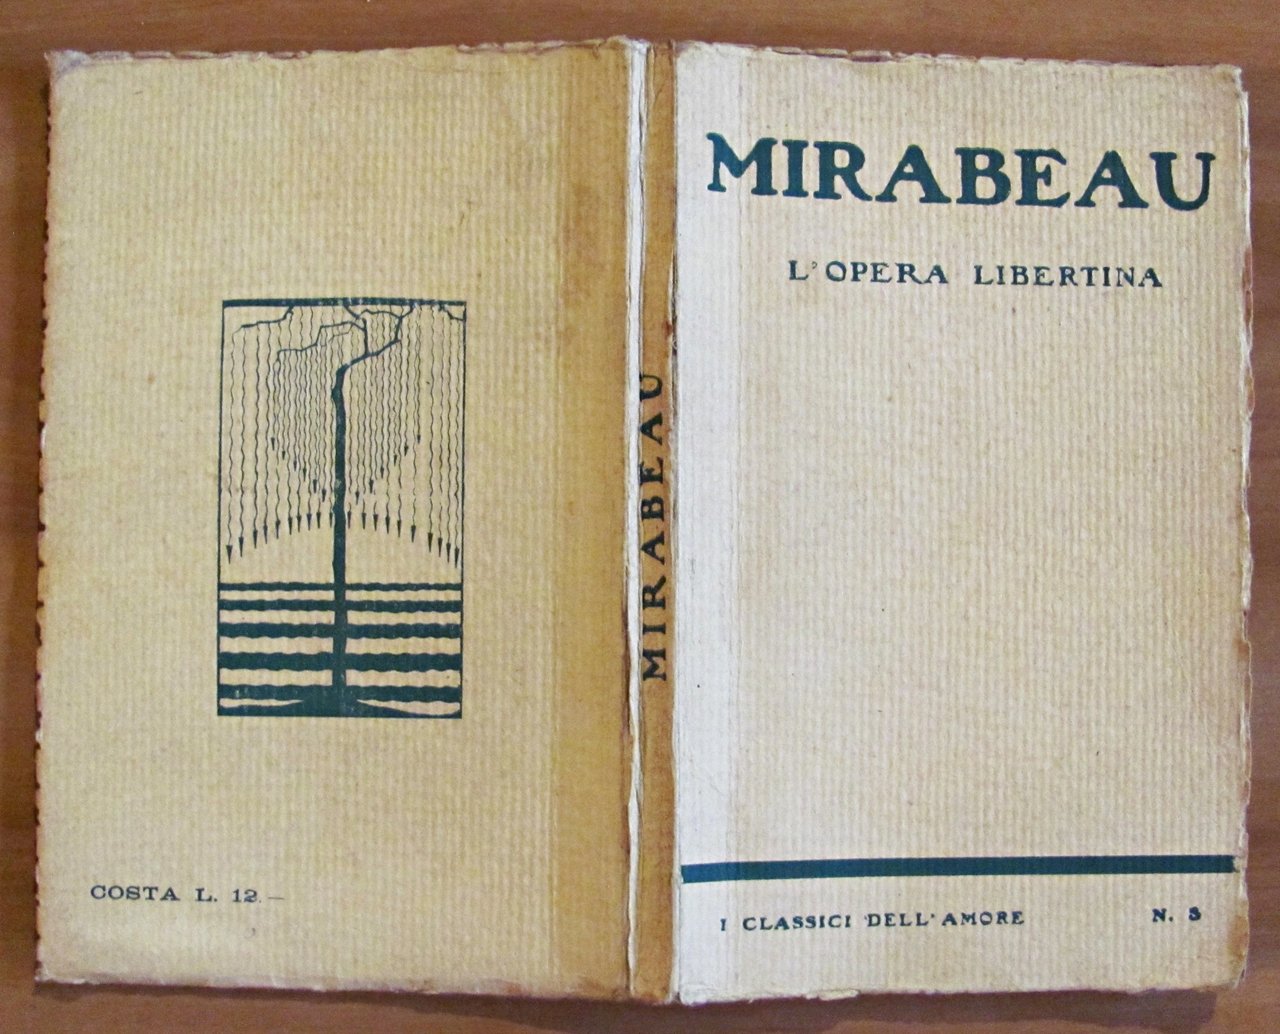 MIRABEAU
L'OPERA LIBERTINA
I CLASSICI DELL'AMORE
N. 3
MIRABEAU
COSTA L. 12.—